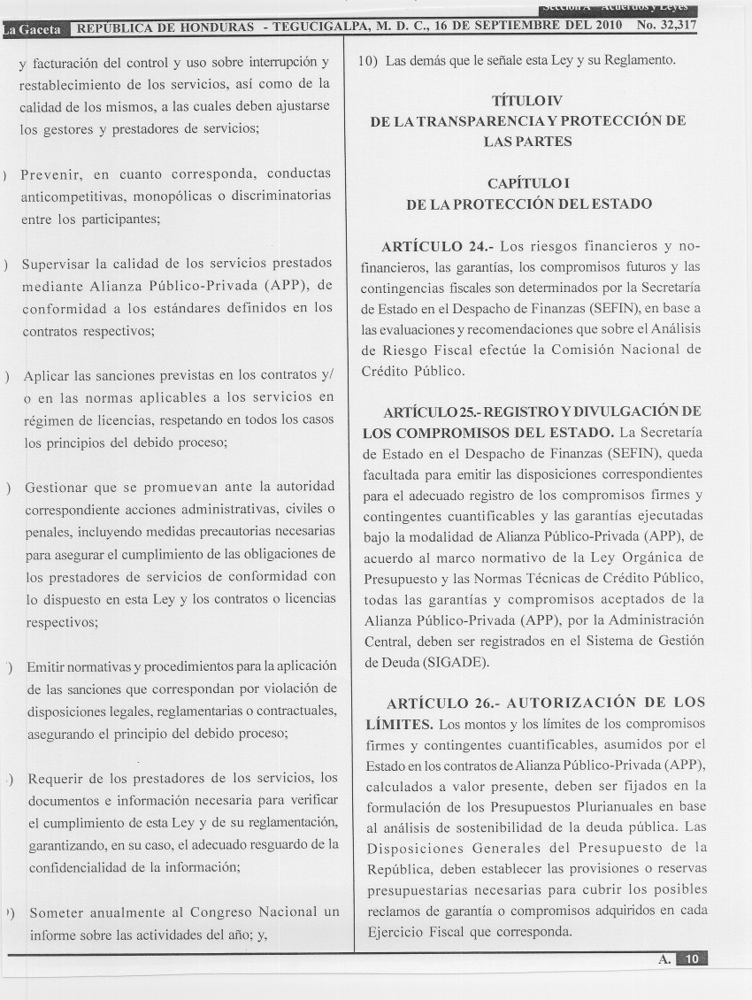 Sección A Acuerdos y Leyes
La Gaceta REPÚBLICA DE HONDURAS - TEGUCIGALPA, M. D. C., 16 DE SEPTIEMBRE DEL 2010 No. 32,317
y facturación del control y uso sobre interrupción y
restablecimiento de los servicios, así como de la
calidad de los mismos, a las cuales deben ajustarse
los gestores y prestadores de servicios;
) Prevenir, en cuanto corresponda, conductas
anticompetitivas, monopólicas o discriminatorias
entre los participantes;
) Supervisar la calidad de los servicios prestados
mediante Alianza Público-Privada (APP), de
conformidad a los estándares definidos en los
contratos respectivos;
) Aplicar las sanciones previstas en los contratos y/
o en las normas aplicables a los servicios en
régimen de licencias, respetando en todos los casos
los principios del debido proceso;
) Gestionar que se promuevan ante la autoridad
correspondiente acciones administrativas, civiles o
penales, incluyendo medidas precautorias necesarias
para asegurar el cumplimiento de las obligaciones de
los prestadores de servicios de conformidad con
lo dispuesto en esta Ley y los contratos o licencias
respectivos;
) Emitir normativas y procedimientos para la aplicación
de las sanciones que correspondan por violación de
disposiciones legales, reglamentarias o contractuales,
asegurando el principio del debido proceso;
) Requerir de los prestadores de los servicios, los
documentos e información necesaria para verificar
el cumplimiento de esta Ley y de su reglamentación,
garantizando, en su caso, el adecuado resguardo de la
confidencialidad de la información;
) Someter anualmente al Congreso Nacional un
informe sobre las actividades del año; y,
10) Las demás que le señale esta Ley y su Reglamento.
TÍTULO IV
DE LA TRANSPARENCIA Y PROTECCIÓN DE
LAS PARTES
CAPÍTULO I
DE LA PROTECCIÓN DEL ESTADO
ARTÍCULO 24.- Los riesgos financieros y no-
financieros, las garantías, los compromisos futuros y las
contingencias fiscales son determinados por la Secretaría
de Estado en el Despacho de Finanzas (SEFIN), en base a
las evaluaciones y recomendaciones que sobre el Análisis
de Riesgo Fiscal efectúe la Comisión Nacional de
Crédito Público.
ARTÍCULO 25.- REGISTRO Y DIVULGACIÓN DE
LOS COMPROMISOS DEL ESTADO. La Secretaría
de Estado en el Despacho de Finanzas (SEFIN), queda
facultada para emitir las disposiciones correspondientes
para el adecuado registro de los compromisos firmes y
contingentes cuantificables y las garantías ejecutadas
bajo la modalidad de Alianza Público-Privada (APP), de
acuerdo al marco normativo de la Ley Orgánica de
Presupuesto y las Normas Técnicas de Crédito Público,
todas las garantías y compromisos aceptados de la
Alianza Público-Privada (APP), por la Administración
Central, deben ser registrados en el Sistema de Gestión
de Deuda (SIGADE).
ARTÍCULO 26.- AUTORIZACIÓN DE LOS
LÍMITES. Los montos y los límites de los compromisos
firmes y contingentes cuantificables, asumidos por el
Estado en los contratos de Alianza Público-Privada (APP),
calculados a valor presente, deben ser fijados en la
formulación de los Presupuestos Plurianuales en base
al análisis de sostenibilidad de la deuda pública. Las
Disposiciones Generales del Presupuesto de la
República, deben establecer las provisiones o reservas
presupuestarias necesarias para cubrir los posibles
reclamos de garantía o compromisos adquiridos en cada
Ejercicio Fiscal que corresponda.
A. 10